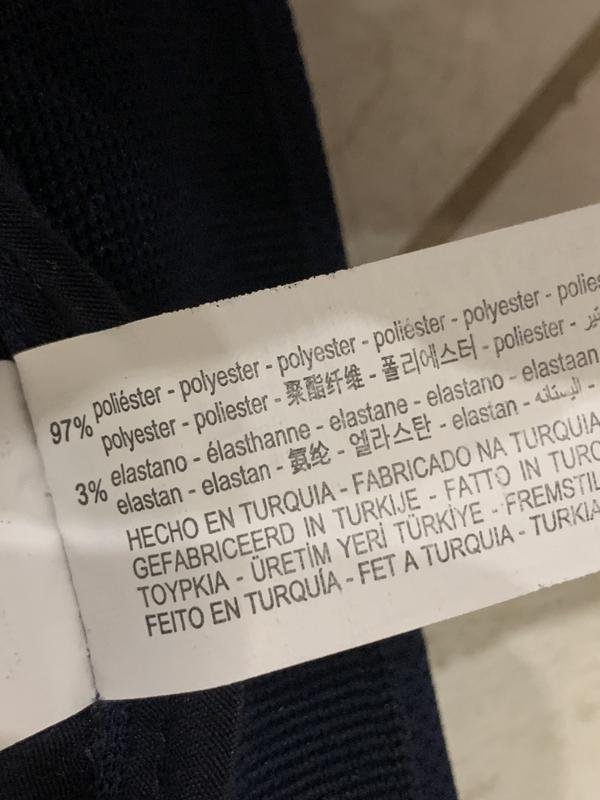 97% poliéster - polyester - polyester - poliéster - polyester -
polyester - poliester - 聚酯纤维 - 폴리에스터 - poliester -
3% elastano - élasthanne - elastane - elastano - elastaan
elastan - elastan - 氨纶 - 엘라스탄 - elastan - الیستانه -
HECHO EN TURQUIA - FABRICADO NA TURQUIA
GEFABRICEERD IN TURKIJE - FATTO IN TURC
ΤΟΥΡΚΙΑ - ÜRETİM YERİ TÜRKİYE - FREMSTIL
FEITO EN TURQUÍA - FET A TURQUIA - TURKIA